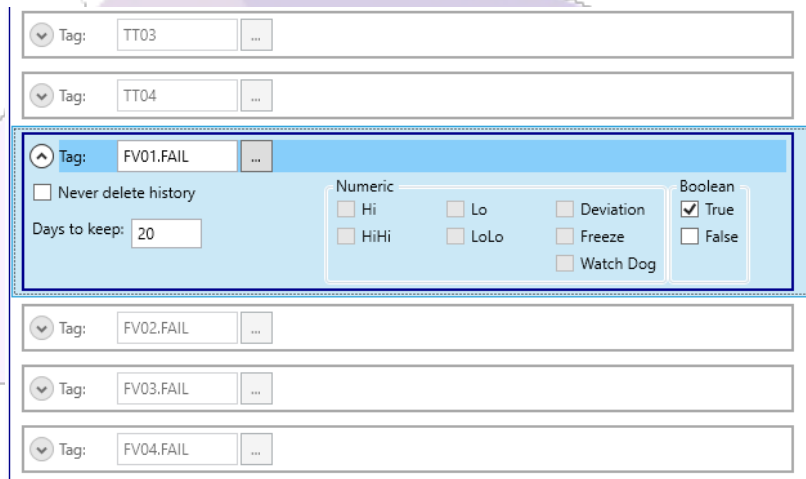 Tag: TT03 ...
Tag: TT04 ...
Tag: FV01.FAIL ...
Never delete history
Days to keep: 20
Numeric
Hi Lo Deviation
HiHi LoLo Freeze
Watch Dog
Boolean
True
False
Tag: FV02.FAIL ...
Tag: FV03.FAIL ...
Tag: FV04.FAIL ...